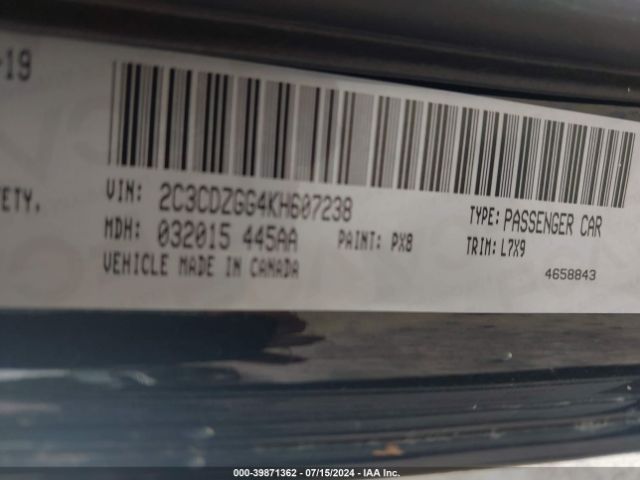 -19
ETY.
VIN: 2C3CDZGG4KH607238
TYPE: PASSENGER CAR
MDH: 032015 445AA
PAINT: PX8
TRIM: L7X9
VEHICLE MADE IN CANADA
4658843
000-39871362 - 07/15/2024 - IAA Inc.